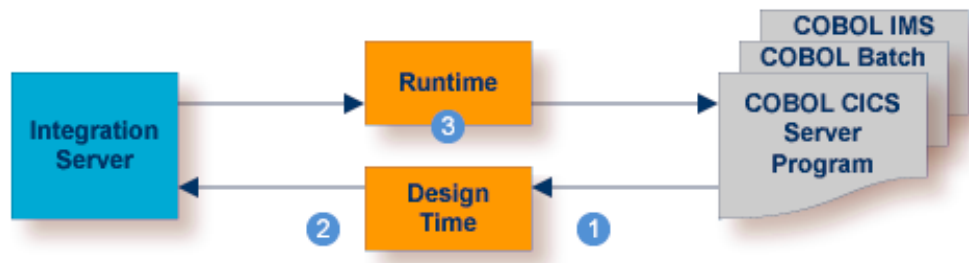 Integration
Server
Runtime
3
Design
Time
2
1
COBOL IMS
COBOL Batch
COBOL CICS
Server
Program